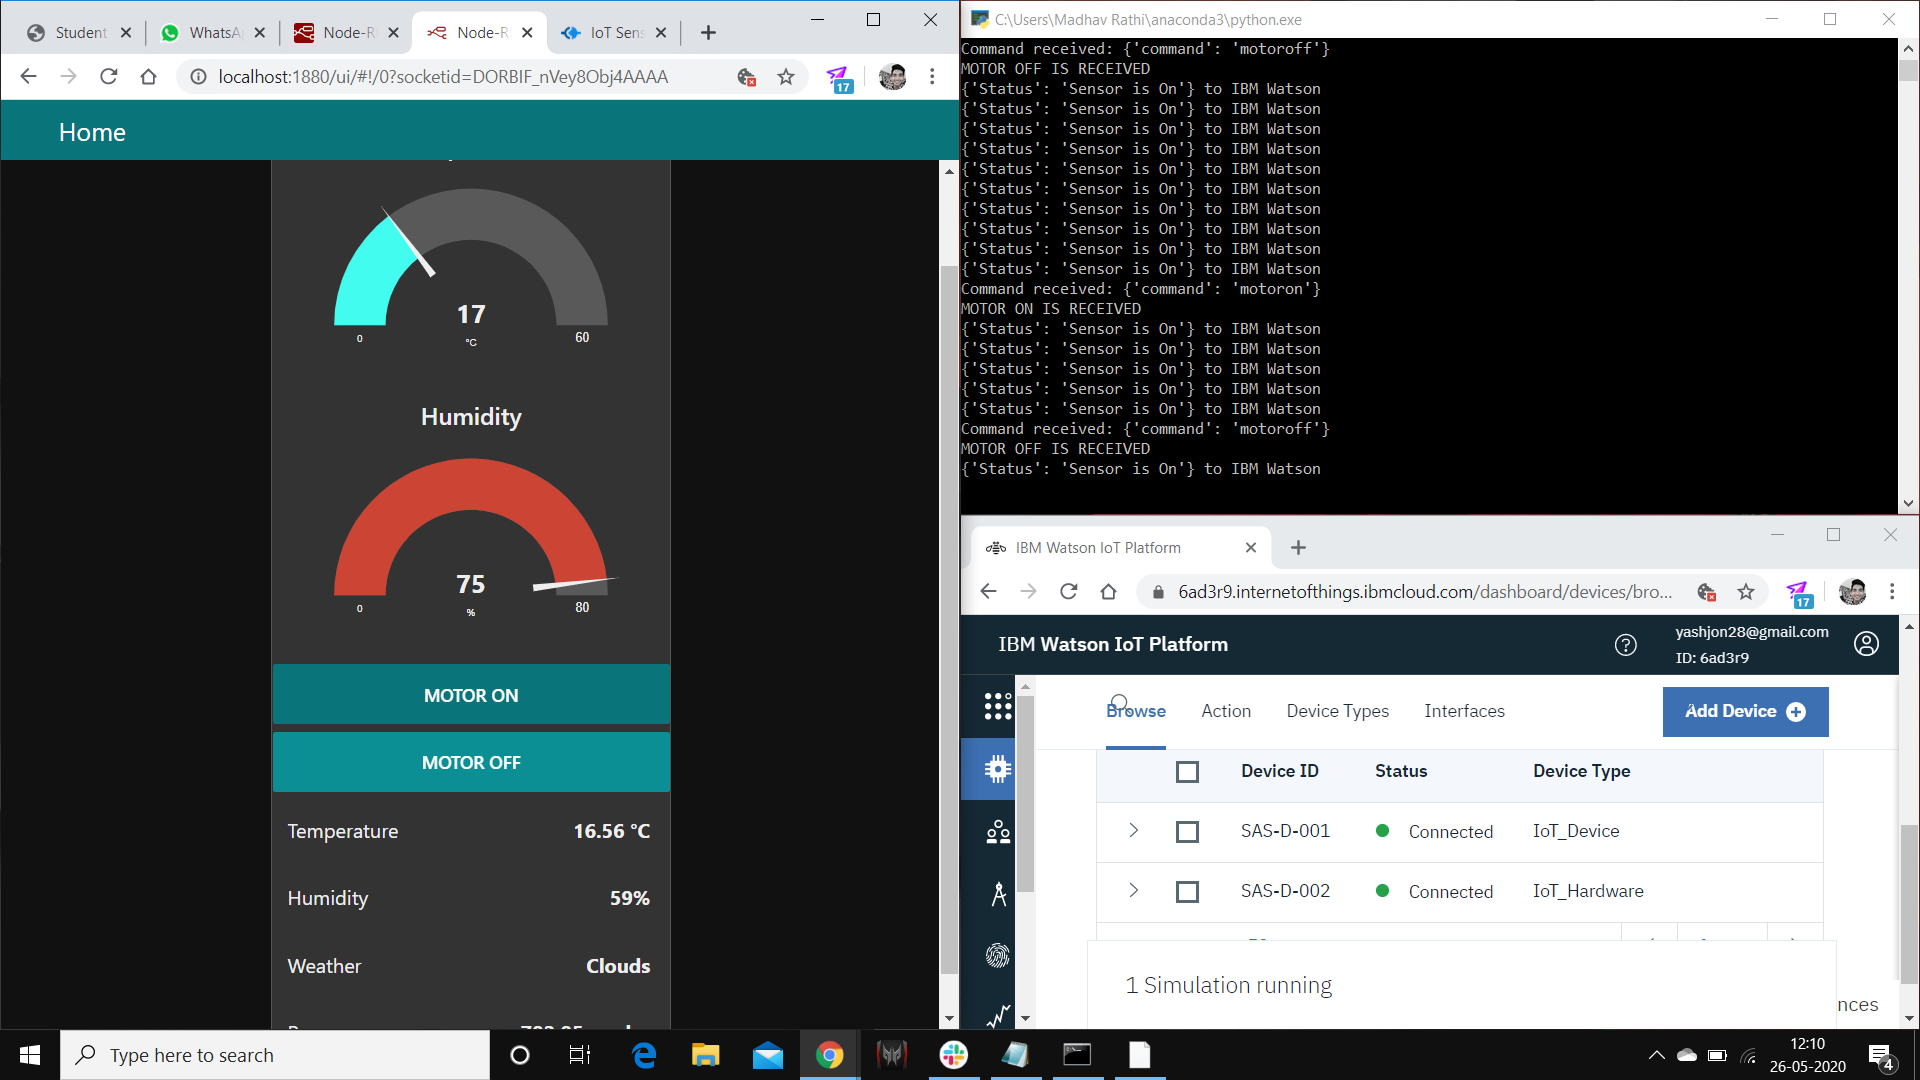 Student
WhatsA
Node-R
Node-R
IoT Sens
localhost:1880/ui/#!/0?socketid=DORBIF_nVey8Obj4AAAA
17
Home
17
°C
0
60
Humidity
75
%
0
80
MOTOR ON
MOTOR OFF
Temperature
16.56 °C
Humidity
59%
Weather
Clouds
C:\Users\Madhav Rathi\anaconda3\python.exe
Command received: {'command': 'motoroff'}
MOTOR OFF IS RECEIVED
{'Status': 'Sensor is On'} to IBM Watson
{'Status': 'Sensor is On'} to IBM Watson
{'Status': 'Sensor is On'} to IBM Watson
{'Status': 'Sensor is On'} to IBM Watson
{'Status': 'Sensor is On'} to IBM Watson
{'Status': 'Sensor is On'} to IBM Watson
{'Status': 'Sensor is On'} to IBM Watson
{'Status': 'Sensor is On'} to IBM Watson
{'Status': 'Sensor is On'} to IBM Watson
{'Status': 'Sensor is On'} to IBM Watson
Command received: {'command': 'motoron'}
MOTOR ON IS RECEIVED
{'Status': 'Sensor is On'} to IBM Watson
{'Status': 'Sensor is On'} to IBM Watson
{'Status': 'Sensor is On'} to IBM Watson
{'Status': 'Sensor is On'} to IBM Watson
{'Status': 'Sensor is On'} to IBM Watson
Command received: {'command': 'motoroff'}
MOTOR OFF IS RECEIVED
{'Status': 'Sensor is On'} to IBM Watson
IBM Watson IoT Platform
6ad3r9.internetofthings.ibmcloud.com/dashboard/devices/bro...
17
IBM Watson IoT Platform
yashjon28@gmail.com
ID: 6ad3r9
Browse Action Device Types Interfaces
Add Device
Device ID Status Device Type
SAS-D-001 Connected IoT_Device
SAS-D-002 Connected IoT_Hardware
1 Simulation running
nces
Type here to search
12:10
26-05-2020
4